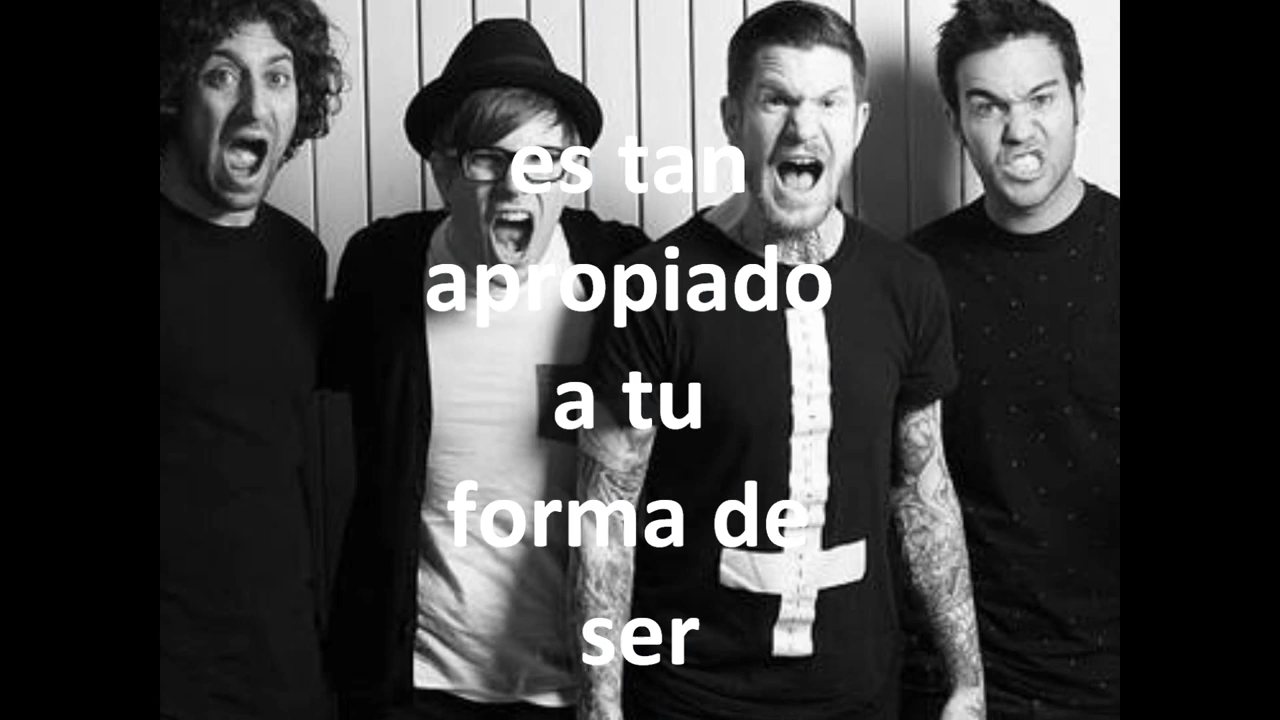 es tan
apropiado
a tu
forma de
ser